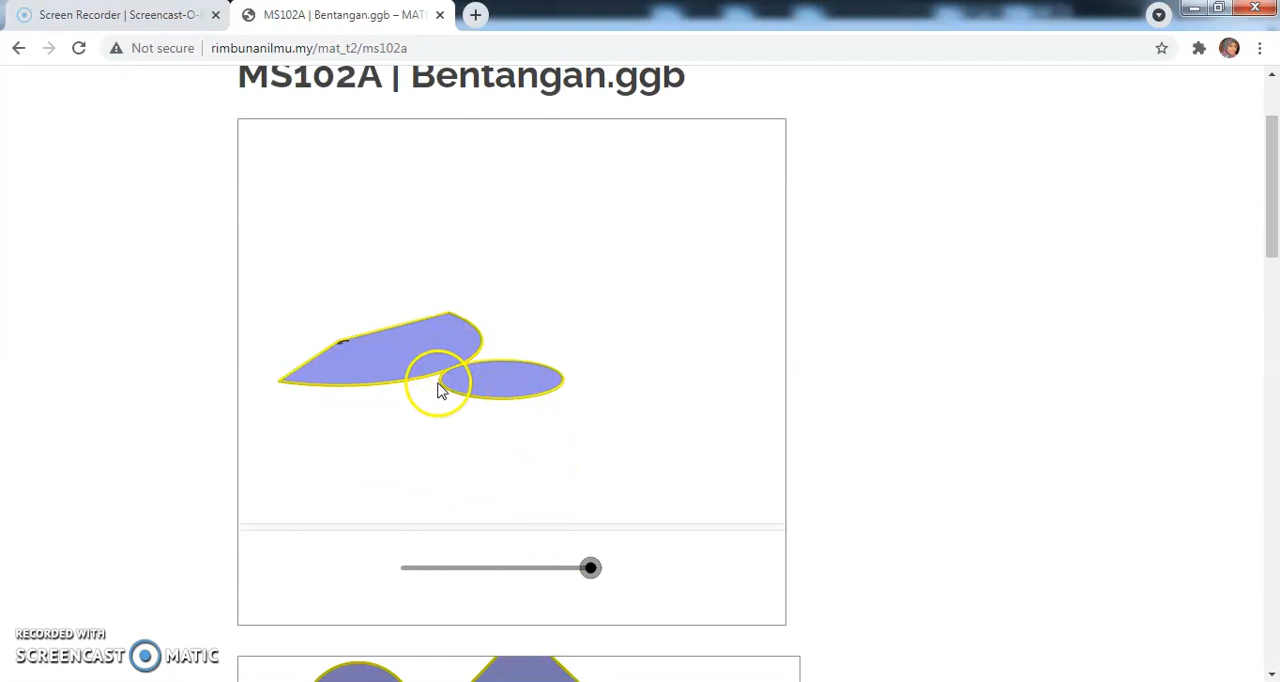 Screen Recorder | Screencast-O-
MS102A | Bentangan.ggb – MAT
Not secure
rimbunanilmu.my/mat_t2/ms102a
MS102A | Bentangan.ggb
RECORDED WITH
SCREENCAST MATIC